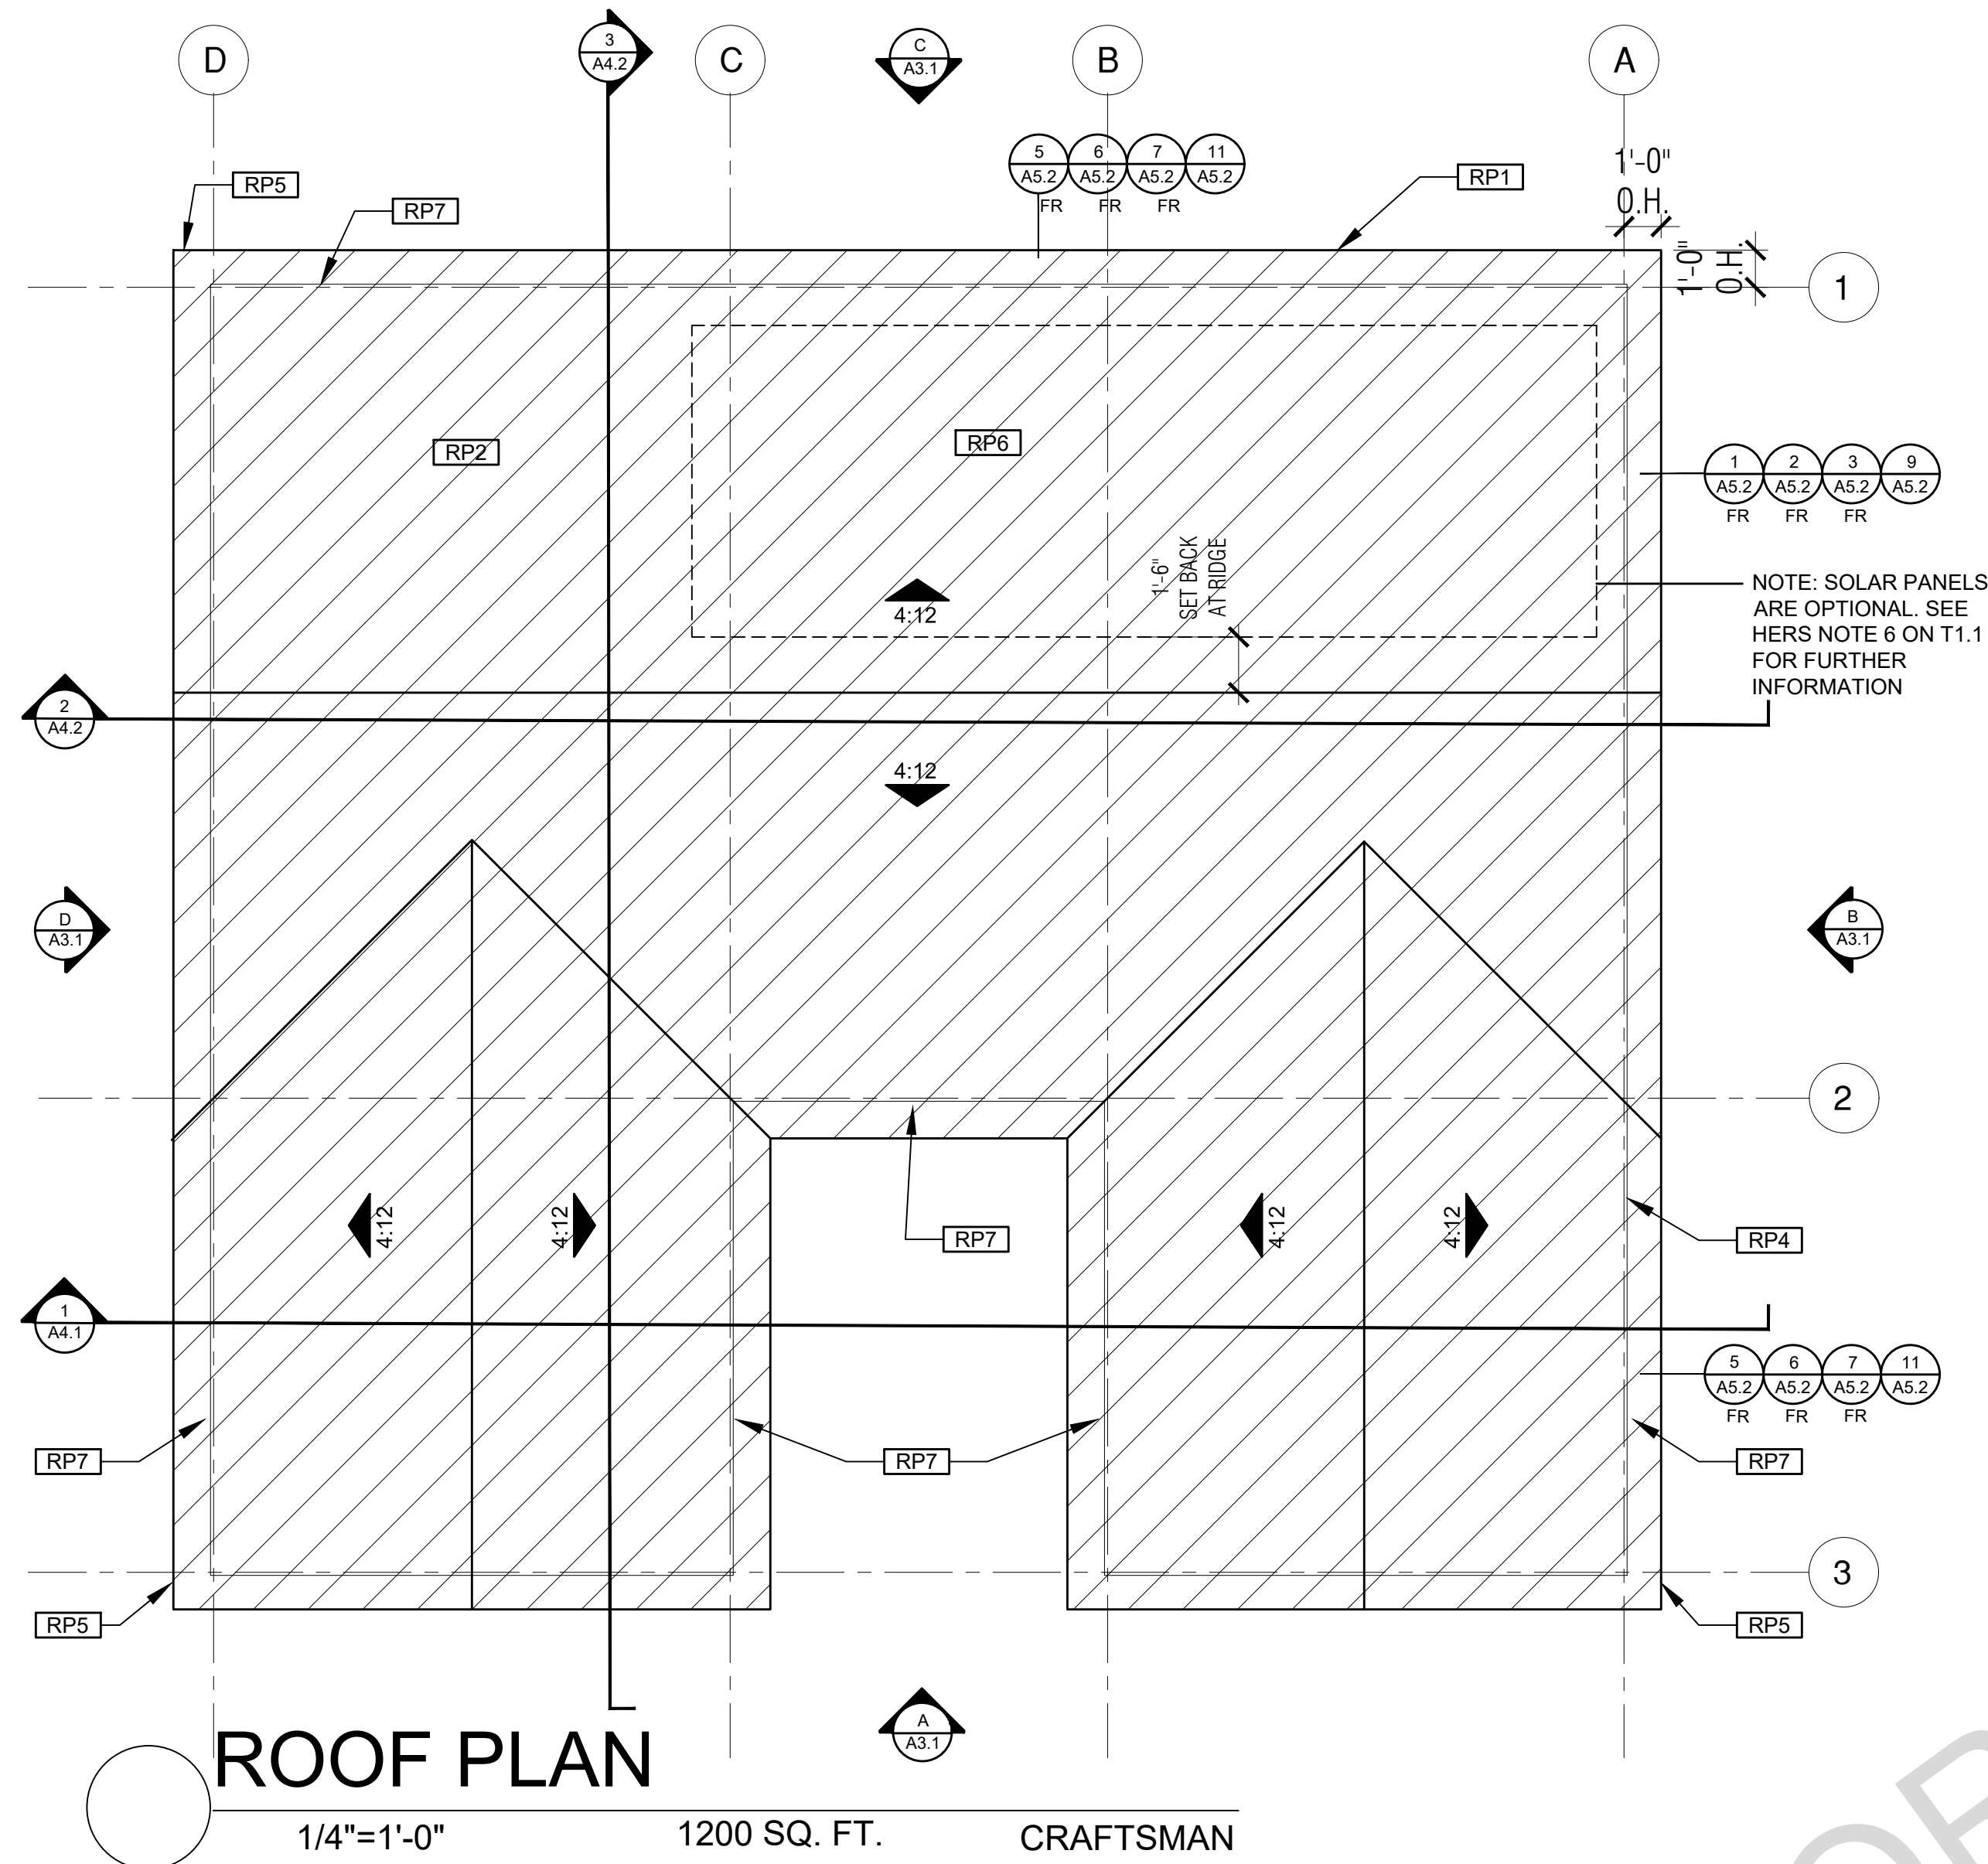 D
3
A4.2
C
C
A3.1
B
A
5
A5.2
FR
6
A5.2
FR
7
A5.2
FR
11
A5.2
1'-0"
O.H.
RP5
RP7
RP1
1'-0"
O.H.
1
RP2
RP6
1
A5.2
FR
2
A5.2
FR
3
A5.2
FR
9
A5.2
1'-6"
SET BACK
AT RIDGE
4:12
NOTE: SOLAR PANELS
ARE OPTIONAL. SEE
HERS NOTE 6 ON T1.1
FOR FURTHER
INFORMATION
2
A4.2
4:12
D
A3.1
B
A3.1
2
4:12
4:12
RP7
4:12
4:12
RP4
1
A4.1
5
A5.2
FR
6
A5.2
FR
7
A5.2
FR
11
A5.2
RP7
RP7
RP7
3
RP5
RP5
A
A3.1
ROOF PLAN
1/4"=1'-0"
1200 SQ. FT.
CRAFTSMAN